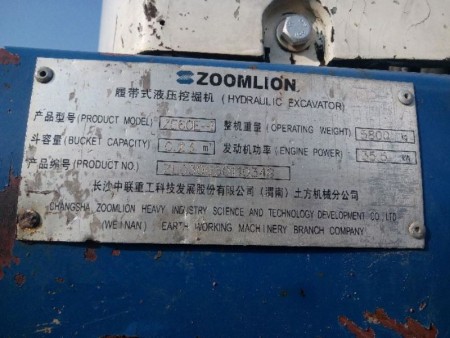 ZOOMLION
履带式液压挖掘机 (HYDRAULIC EXCAVATOR)
产品型号 (PRODUCT MODEL) 整机重量 (OPERATING WEIGHT) 5800 kg
斗容量 (BUCKET CAPACITY) m 发动机功率 (ENGINE POWER) 35.5 kw
产品编号 (PRODUCT NO)
长沙中联重工科技发展股份有限公司 (渭南) 土方机械分公司
CHANGSHA ZOOMLION HEAVY INDUSTRY SCIENCE AND TECHNOLOGY DEVELOPMENT CO.,LTD
(WEINAN) EARTH WORKING MACHINERY BRANCH COMPANY